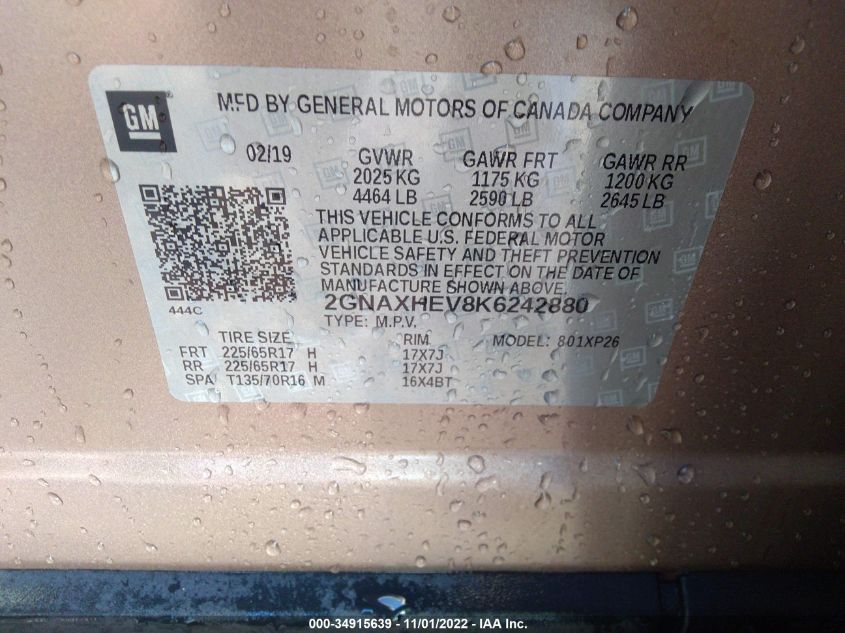 GM
MFD BY GENERAL MOTORS OF CANADA COMPANY
02/19 GVWR GAWR FRT GAWR RR
2025 KG 1175 KG 1200 KG
4464 LB 2590 LB 2645 LB
THIS VEHICLE CONFORMS TO ALL
APPLICABLE U.S. FEDERAL MOTOR
VEHICLE SAFETY AND THEFT PREVENTION
STANDARDS IN EFFECT ON THE DATE OF
MANUFACTURE SHOWN ABOVE.
444C 2GNAXHEV8K6242880
TYPE: M.P.V.
TIRE SIZE RIM MODEL: 801XP26
FRT 225/65R17 H 17X7J
RR 225/65R17 H 17X7J
SPA T135/70R16 M 16X4BT
000-34915639 - 11/01/2022 - IAA Inc.